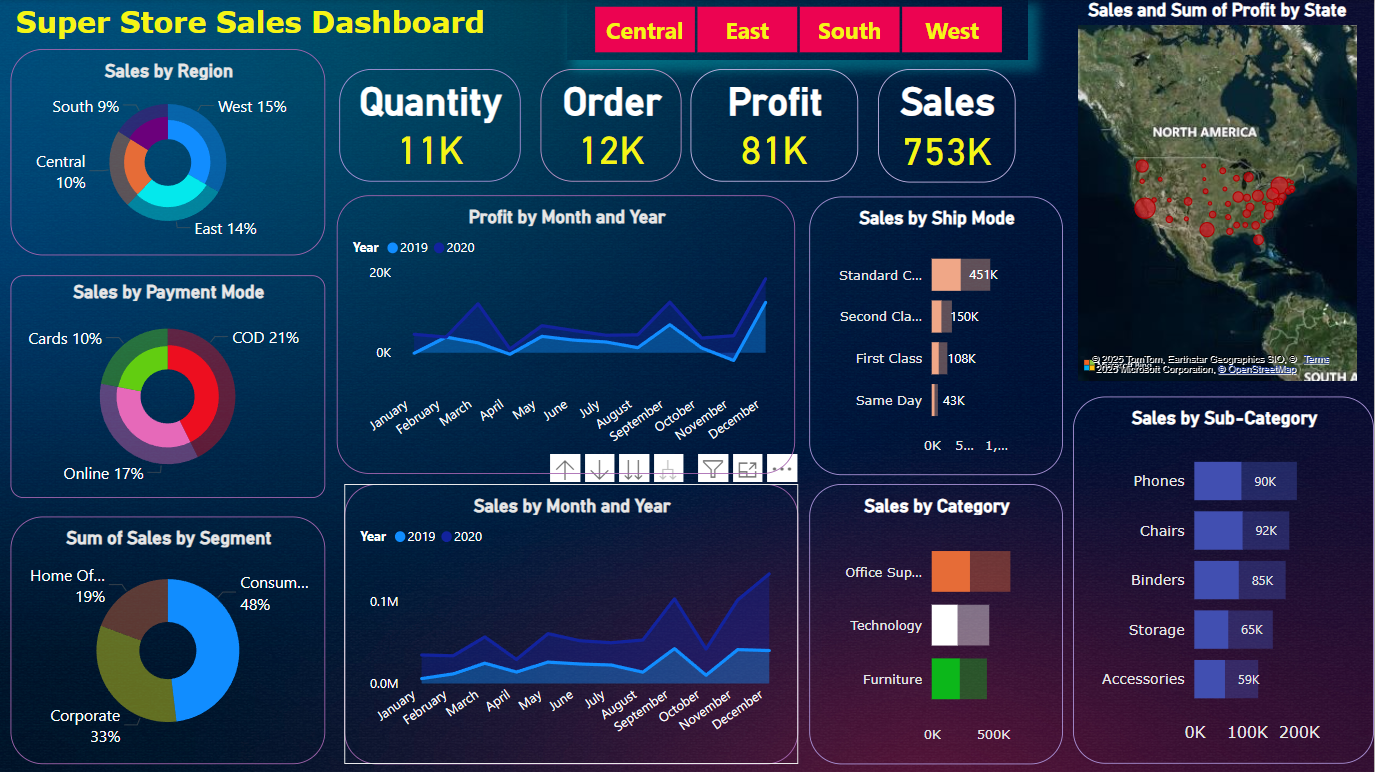 Super Store Sales Dashboard
Central
East
South
West
Sales and Sum of Profit by State
Sales by Region
South 9%
West 15%
Central
10%
East 14%
Quantity
11K
Order
12K
Profit
81K
Sales
753K
NORTH AMERICA
© 2025 TomTom, Earthstar Geographics SIO, © Terms
2025 Microsoft Corporation, © OpenStreetMap
SOUTH A
Profit by Month and Year
Year 2019 2020
20K
0K
January
February
March
April
May
June
July
August
September
October
November
December
Sales by Ship Mode
Standard C... 451K
Second Cla... 150K
First Class 108K
Same Day 43K
0K 5... 1,...
Sales by Payment Mode
Cards 10%
COD 21%
Online 17%
Sum of Sales by Segment
Home Of...
19%
Consum...
48%
Corporate
33%
Sales by Month and Year
Year 2019 2020
0.1M
0.0M
January
February
March
April
May
June
July
August
September
October
November
December
Sales by Category
Office Sup...
Technology
Furniture
0K 500K
Sales by Sub-Category
Phones 90K
Chairs 92K
Binders 85K
Storage 65K
Accessories 59K
0K 100K 200K